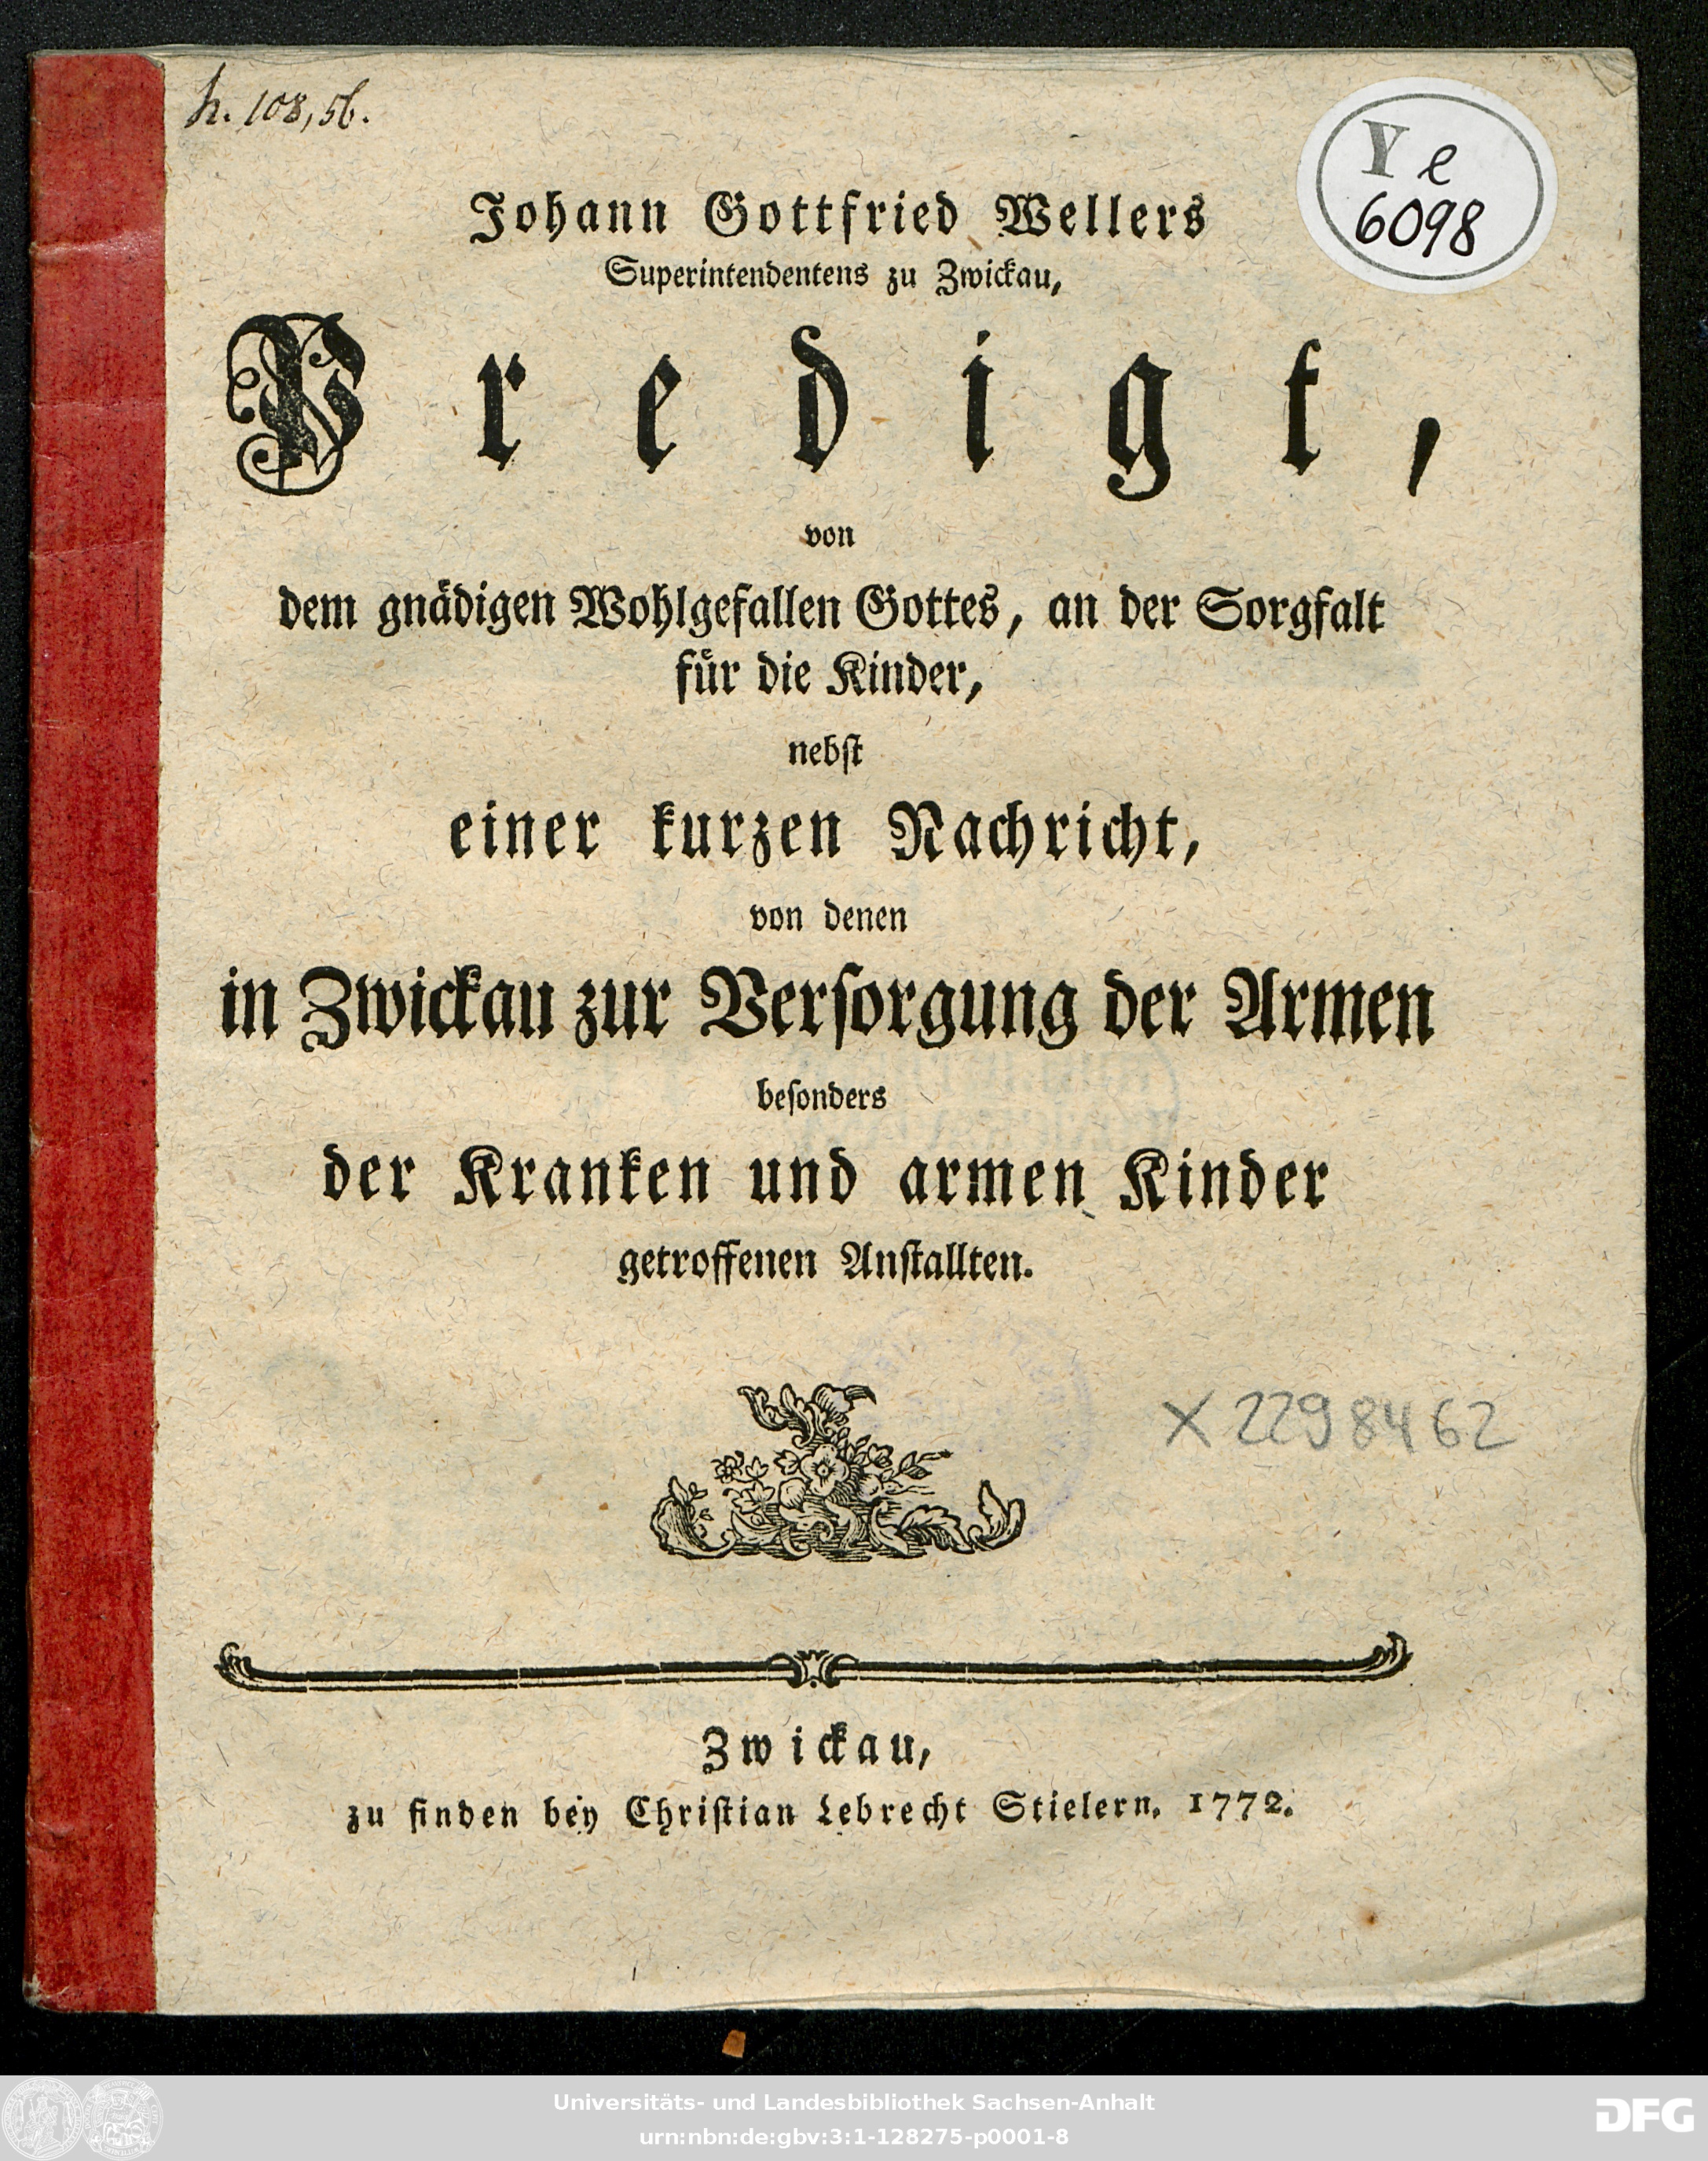 h. 108,56.
Y e
6098
Johann Gottfried Wellers
Superintendentens zu Zwickau,
Predigt,
von
dem gnädigen Wohlgefallen Gottes, an der Sorgfalt
für die Kinder,
nebſt
einer kurzen Nachricht,
von denen
in Zwickau zur Verſorgung der Armen
beſonders
der Kranken und armen Kinder
getroffenen Anſtallten.
X 2298462
Zwickau,
zu finden bey Chriſtian Lebrecht Stielern. 1772.
Universitäts- und Landesbibliothek Sachsen-Anhalt
urn:nbn:de:gbv:3:1-128275-p0001-8
DFG